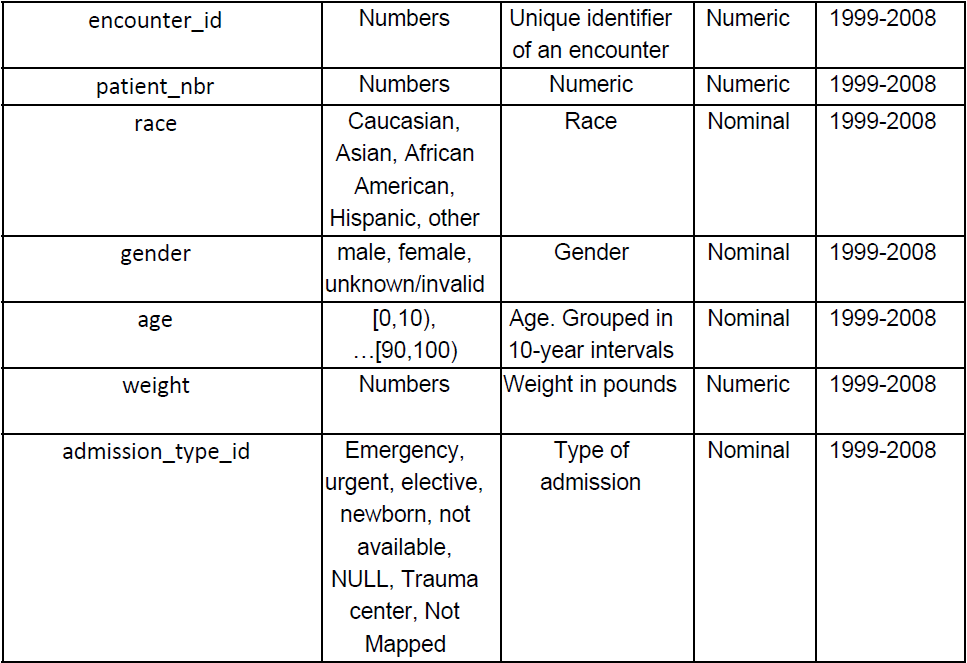 encounter_id Numbers Unique identifier Numeric 1999-2008
of an encounter
patient_nbr Numbers Numeric Numeric 1999-2008
race Caucasian, Race Nominal 1999-2008
Asian, African
American,
Hispanic, other
gender male, female, Gender Nominal 1999-2008
unknown/invalid
age [0,10), Age. Grouped in Nominal 1999-2008
…[90,100) 10-year intervals
weight Numbers Weight in pounds Numeric 1999-2008
admission_type_id Emergency, Type of Nominal 1999-2008
urgent, elective, admission
newborn, not
available,
NULL, Trauma
center, Not
Mapped